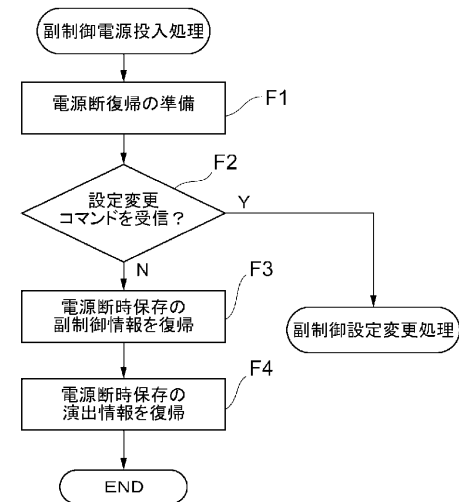 副制御電源投入処理
電源断復帰の準備
F1
F2
設定変更
コマンドを受信？
Y
N
F3
電源断時保存の
副制御情報を復帰
副制御設定変更処理
F4
電源断時保存の
演出情報を復帰
END